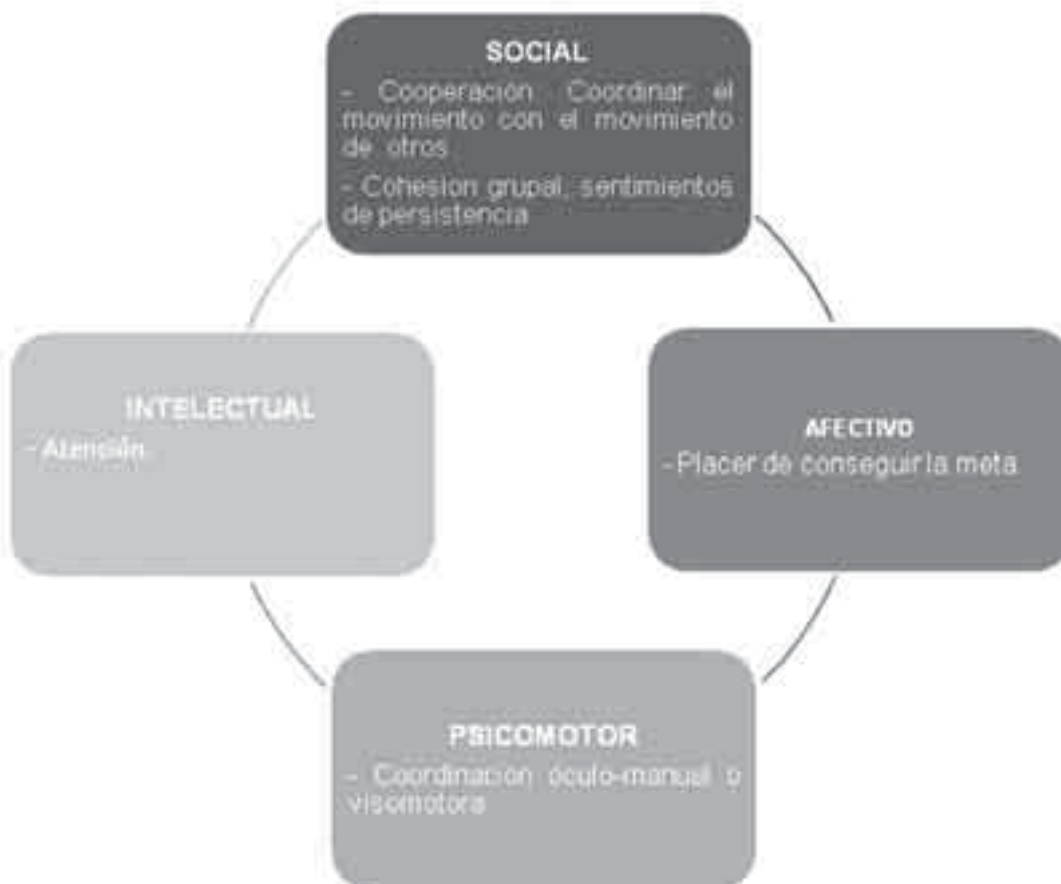 SOCIAL
- Cooperación. Coordinar el
movimiento con el movimiento
de otros
- Cohesion grupal, sentimientos
de persistencia
INTELECTUAL
- Atención.
AFECTIVO
- Placer de conseguir la meta
PSICOMOTOR
- Coordinación óculo-manual o
visomotora